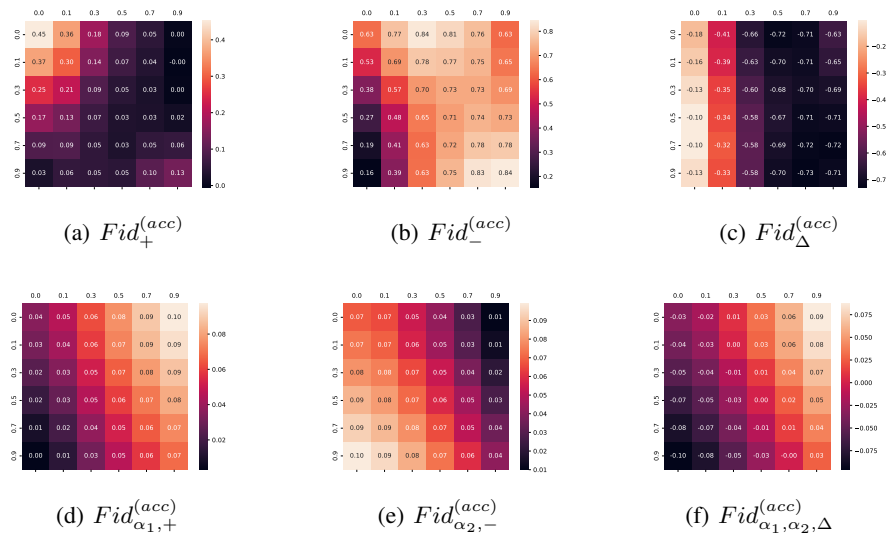 0.0 0.1 0.3 0.5 0.7 0.9
0.0 0.45 0.36 0.18 0.09 0.05 0.00
0.1 0.37 0.30 0.14 0.07 0.04 -0.00
0.3 0.25 0.21 0.09 0.05 0.03 0.00
0.5 0.17 0.13 0.07 0.03 0.03 0.02
0.7 0.09 0.09 0.05 0.03 0.05 0.06
0.9 0.03 0.06 0.05 0.05 0.10 0.13
0.4
0.3
0.2
0.1
0.0
(a) Fid₊^(acc)
0.0 0.1 0.3 0.5 0.7 0.9
0.0 0.63 0.77 0.84 0.81 0.76 0.63
0.1 0.53 0.69 0.78 0.77 0.75 0.65
0.3 0.38 0.57 0.70 0.73 0.73 0.69
0.5 0.27 0.48 0.65 0.71 0.74 0.73
0.7 0.19 0.41 0.63 0.72 0.78 0.78
0.9 0.16 0.39 0.63 0.75 0.83 0.84
0.8
0.7
0.6
0.5
0.4
0.3
0.2
(b) Fid₋^(acc)
0.0 0.1 0.3 0.5 0.7 0.9
0.0 -0.18 -0.41 -0.66 -0.72 -0.71 -0.63
0.1 -0.16 -0.39 -0.63 -0.70 -0.71 -0.65
0.3 -0.13 -0.35 -0.60 -0.68 -0.70 -0.69
0.5 -0.10 -0.34 -0.58 -0.67 -0.71 -0.71
0.7 -0.10 -0.33 -0.58 -0.69 -0.72 -0.72
0.9 -0.13 -0.33 -0.58 -0.70 -0.73 -0.71
-0.2
-0.3
-0.4
-0.5
-0.6
-0.7
(c) Fid_Δ^(acc)
0.0 0.1 0.3 0.5 0.7 0.9
0.0 0.04 0.05 0.06 0.08 0.09 0.10
0.1 0.03 0.04 0.06 0.07 0.09 0.09
0.3 0.02 0.03 0.05 0.07 0.08 0.09
0.5 0.02 0.03 0.05 0.06 0.07 0.08
0.7 0.01 0.02 0.04 0.05 0.06 0.07
0.9 0.00 0.01 0.03 0.05 0.06 0.07
0.08
0.06
0.04
0.02
(d) Fid_α₁,₊^(acc)
0.0 0.1 0.3 0.5 0.7 0.9
0.0 0.07 0.07 0.05 0.04 0.03 0.01
0.1 0.07 0.07 0.06 0.05 0.03 0.01
0.3 0.08 0.08 0.06 0.05 0.04 0.02
0.5 0.09 0.08 0.07 0.06 0.05 0.03
0.7 0.09 0.09 0.08 0.07 0.05 0.04
0.9 0.10 0.09 0.08 0.07 0.06 0.04
0.09
0.08
0.07
0.06
0.05
0.04
0.03
0.02
0.01
(e) Fid_α₂,₋^(acc)
0.0 0.1 0.3 0.5 0.7 0.9
0.0 -0.03 -0.02 0.01 0.03 0.06 0.09
0.1 -0.04 -0.03 0.00 0.03 0.06 0.08
0.3 -0.05 -0.04 -0.01 0.01 0.04 0.06
0.5 -0.07 -0.05 -0.03 0.00 0.02 0.05
0.7 -0.08 -0.07 -0.04 -0.01 0.01 0.04
0.9 -0.10 -0.08 -0.05 -0.03 -0.00 0.03
0.075
0.050
0.025
0.000
-0.025
-0.050
-0.075
(f) Fid_α₁,α₂,Δ^(acc)